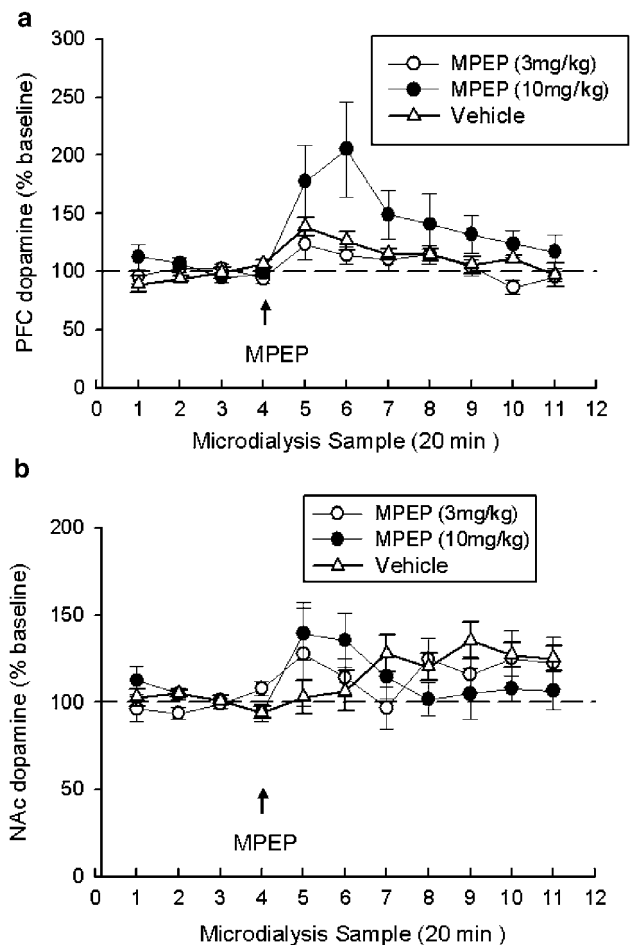 a
300
250
200
150
100
50
0
PFC dopamine (% baseline)
MPEP (3mg/kg)
MPEP (10mg/kg)
Vehicle
MPEP
0 1 2 3 4 5 6 7 8 9 10 11 12
Microdialysis Sample (20 min )
b
200
150
100
50
0
NAc dopamine (% baseline)
MPEP (3mg/kg)
MPEP (10mg/kg)
Vehicle
MPEP
0 1 2 3 4 5 6 7 8 9 10 11 12
Microdialysis Sample (20 min )